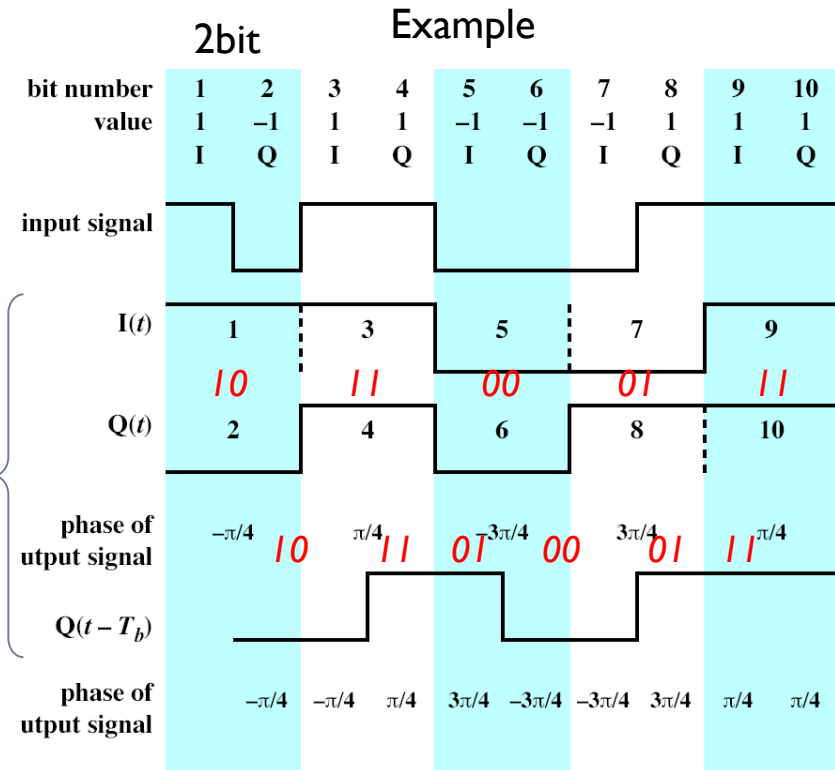 2bit Example
bit number 1 2 3 4 5 6 7 8 9 10
value 1 –1 1 1 –1 –1 –1 1 1 1
I Q I Q I Q I Q I Q
input signal
I(t) 1 3 5 7 9
10 11 00 01 11
Q(t) 2 4 6 8 10
phase of
utput signal
–π/4 π/4 –3π/4 3π/4 π/4
10 11 01 00 01 11
Q(t – T_b)
phase of
utput signal
–π/4 –π/4 π/4 3π/4 –3π/4 –3π/4 3π/4 π/4 π/4